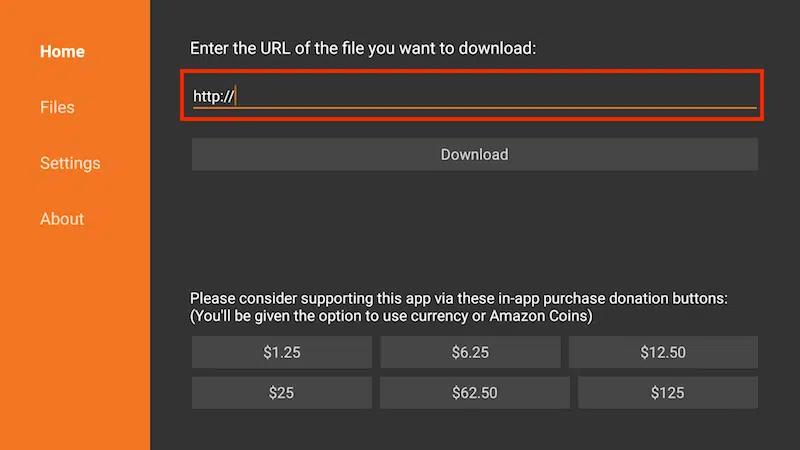 Home
Files
Settings
About
Enter the URL of the file you want to download:
http://
Download
Please consider supporting this app via these in-app purchase donation buttons:
(You'll be given the option to use currency or Amazon Coins)
$1.25
$6.25
$12.50
$25
$62.50
$125